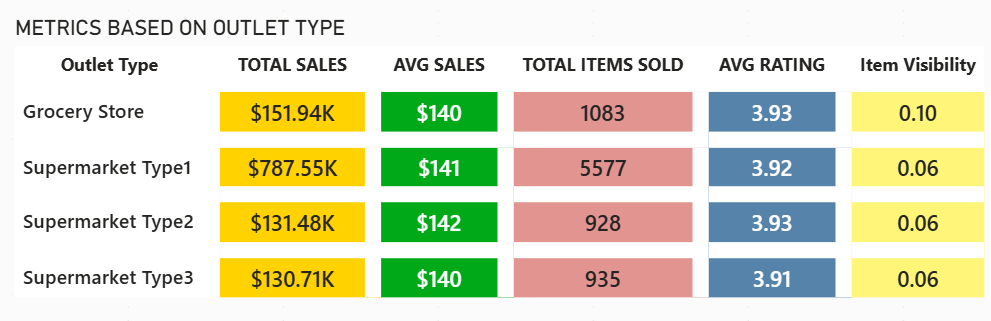 METRICS BASED ON OUTLET TYPE
Outlet Type TOTAL SALES AVG SALES TOTAL ITEMS SOLD AVG RATING Item Visibility
Grocery Store $151.94K $140 1083 3.93 0.10
Supermarket Type1 $787.55K $141 5577 3.92 0.06
Supermarket Type2 $131.48K $142 928 3.93 0.06
Supermarket Type3 $130.71K $140 935 3.91 0.06